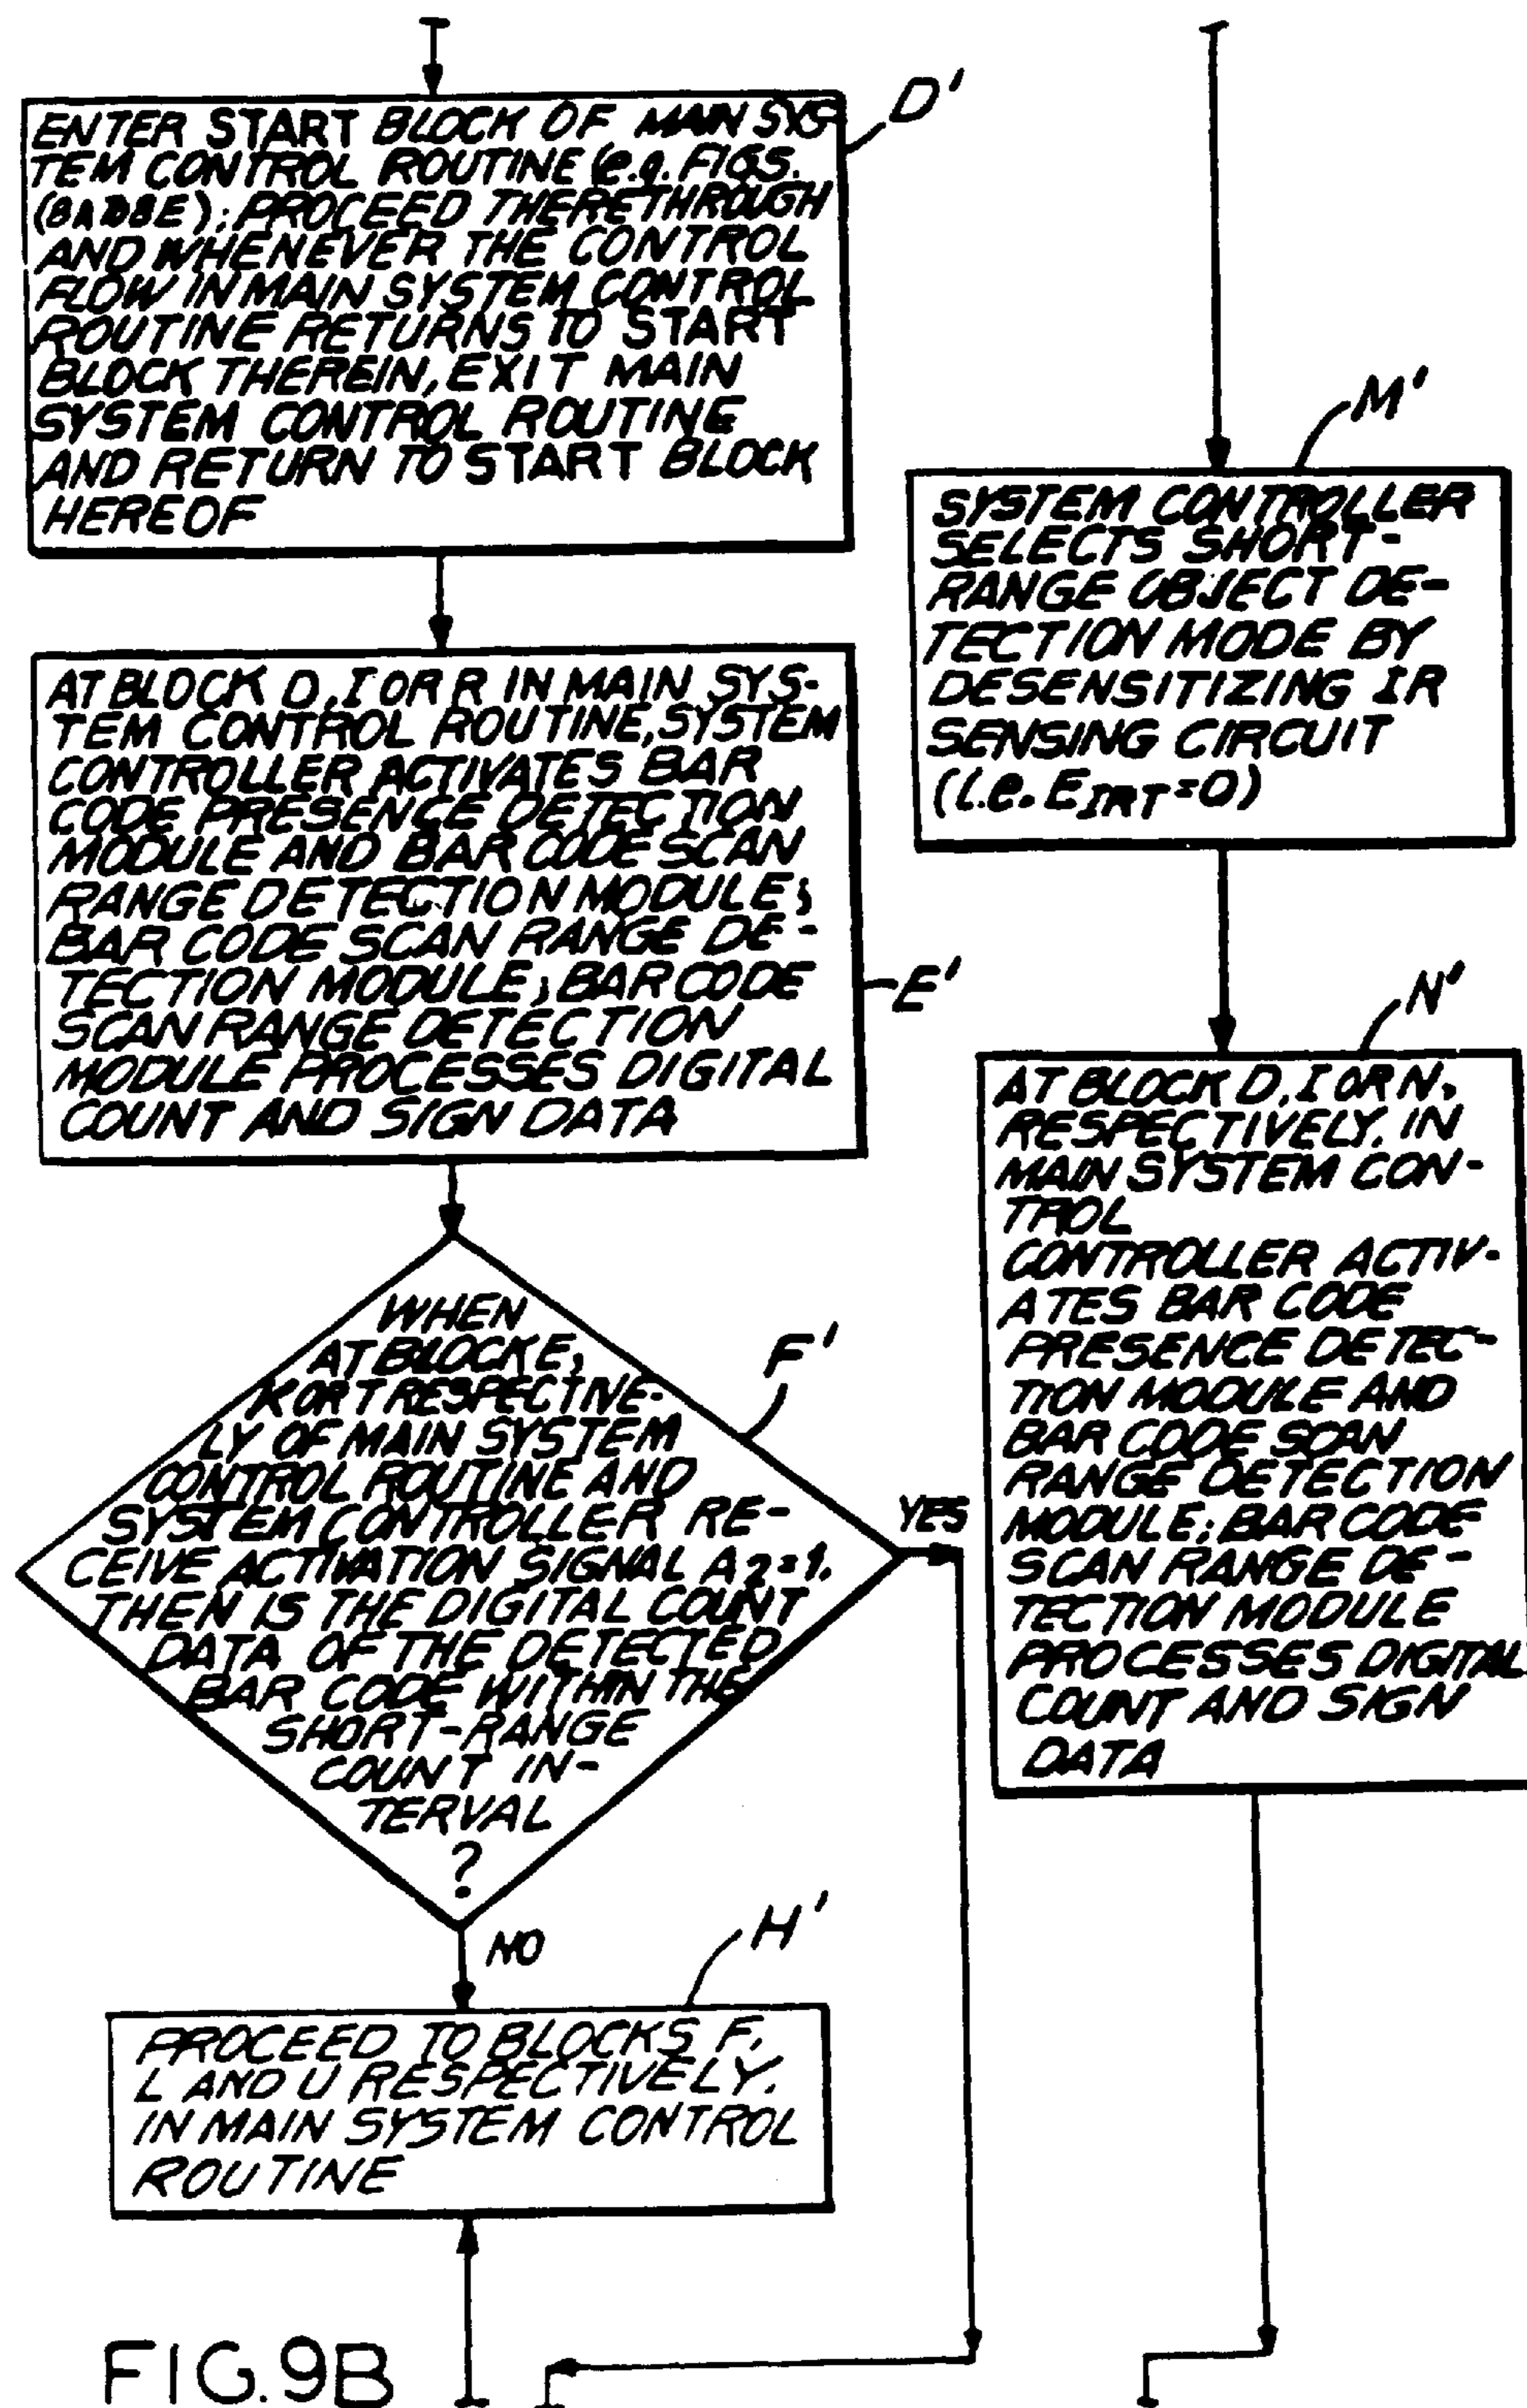 D'
ENTER START BLOCK OF MAIN SYS-
TEM CONTROL ROUTINE (e.g. FIGS.
PROCEED THERETHROUGH
AND WHENEVER THE CONTROL
FLOW IN MAIN SYSTEM CONTROL
ROUTINE RETURNS TO START
BLOCK THEREIN, EXIT MAIN
SYSTEM CONTROL ROUTINE
AND RETURN TO START BLOCK
HEREOF
AT BLOCK D, I OR R IN MAIN SYS-
TEM CONTROL ROUTINE, SYSTEM
CONTROLLER ACTIVATES BAR
CODE PRESENCE DETECTION
MODULE AND BAR CODE SCAN
RANGE DETECTION MODULE;
BAR CODE SCAN RANGE DE-
TECTION MODULE; BAR CODE
SCAN RANGE DETECTION
MODULE PROCESSES DIGITAL
COUNT AND SIGN DATA
E'
WHEN
AT BLOCK E,
K OR T RESPECTIVE-
LY OF MAIN SYSTEM
CONTROL ROUTINE AND
SYSTEM CONTROLLER RE-
CEIVE ACTIVATION SIGNAL A2=1,
THEN IS THE DIGITAL COUNT
DATA OF THE DETECTED
BAR CODE WITHIN THE
SHORT-RANGE
COUNT IN-
TERVAL
?
F'
YES
NO
H'
PROCEED TO BLOCKS F,
L AND U RESPECTIVELY.
IN MAIN SYSTEM CONTROL
ROUTINE
M'
SYSTEM CONTROLLER
SELECTS SHORT-
RANGE OBJECT DE-
TECTION MODE BY
DESENSITIZING IR
SENSING CIRCUIT
(i.e. EIRT=0)
N'
AT BLOCK D, I OR N,
RESPECTIVELY. IN
MAIN SYSTEM CON-
TROL
CONTROLLER ACTIV-
ATES BAR CODE
PRESENCE DETEC-
TION MODULE AND
BAR CODE SCAN
RANGE DETECTION
MODULE; BAR CODE
SCAN RANGE DE-
TECTION MODULE
PROCESSES DIGITAL
COUNT AND SIGN
DATA
FIG.9B